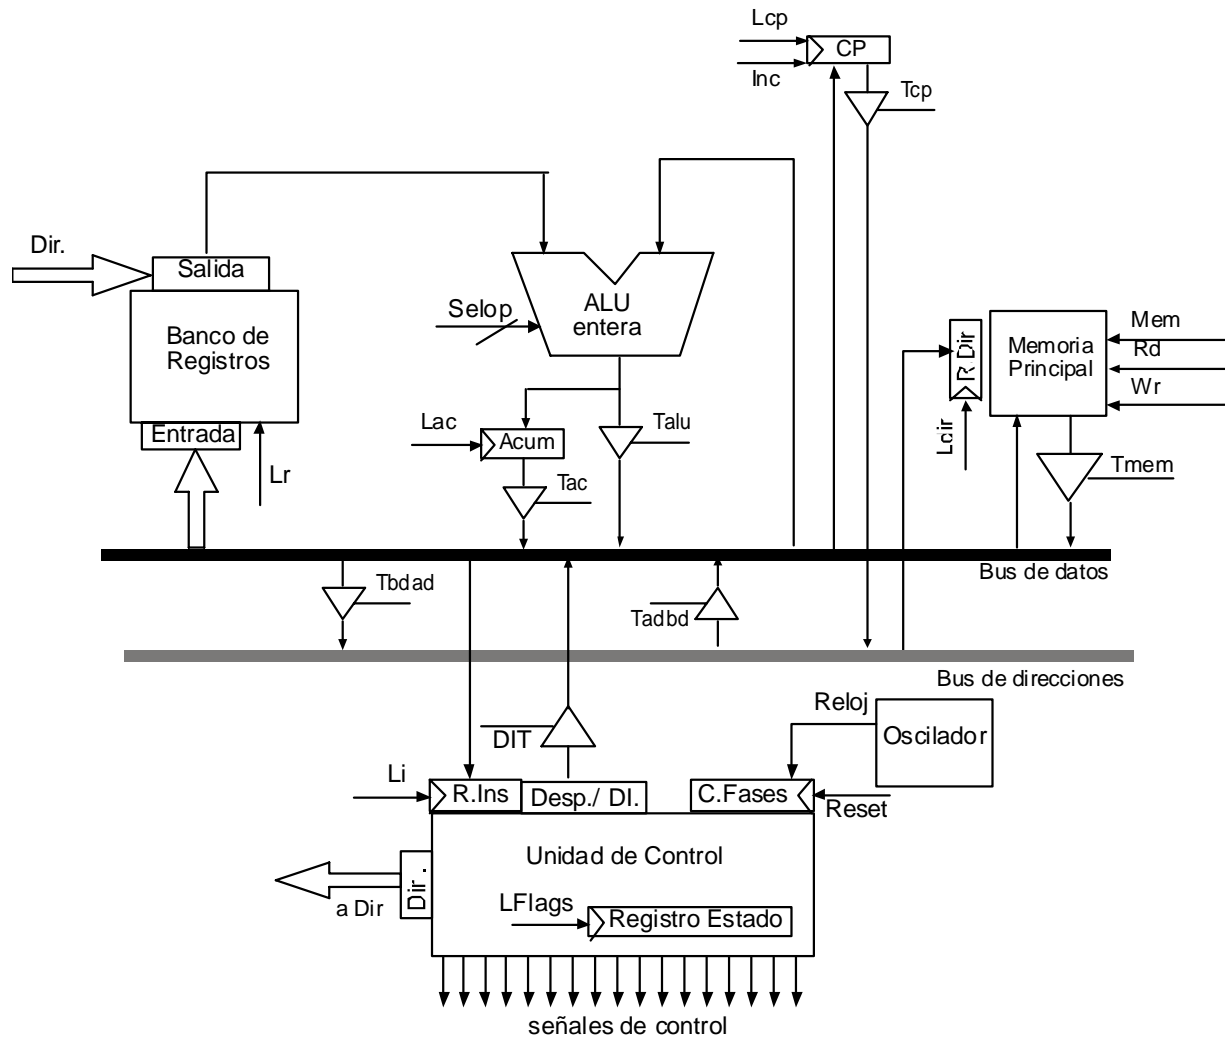 Lcp
CP
Inc
Tcp
Dir.
Salida
Banco de
Registros
Entrada
Lr
Selop
ALU
entera
Lac
Acum
Talu
Tac
R.Dir
Ldir
Memoria
Principal
Mem
Rd
Wr
Tmem
Bus de datos
Tbdad
Tadbd
Bus de direcciones
DIT
Reloj
Oscilador
Li
R.Ins
Desp./ DI.
C.Fases
Reset
Unidad de Control
Dir.
a Dir
LFlags
Registro Estado
señales de control